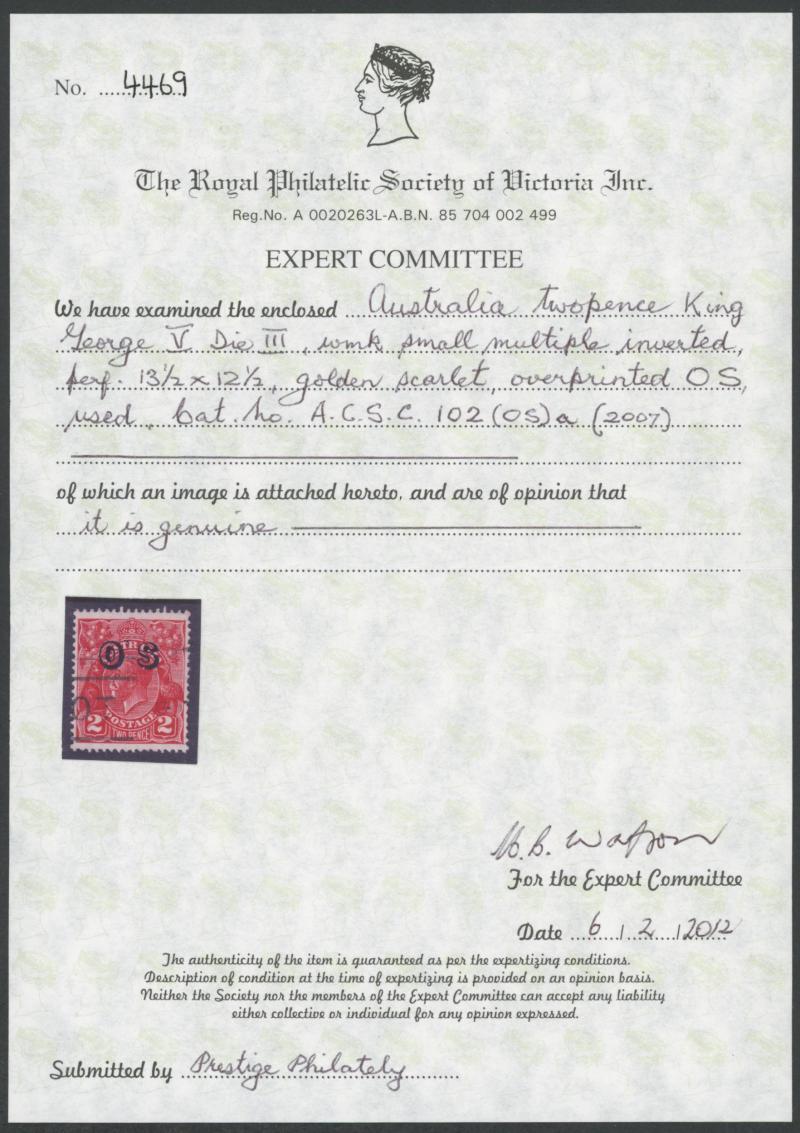 No. 4469
The Royal Philatelic Society of Victoria Inc.
Reg.No. A 0020263L-A.B.N. 85 704 002 499
EXPERT COMMITTEE
We have examined the enclosed Australia twopence King
George V Die III, wmk small multiple inverted,
perf. 13½ x 12½, golden scarlet, overprinted OS,
used. Cat. No. A.C.S.C. 102 (OS)a (2007)
of which an image is attached hereto, and are of opinion that
it is genuine
O S
POSTAGE
2 TWO PENCE 2
W.B. Watson
For the Expert Committee
Date 6 / 2 / 2012
The authenticity of the item is guaranteed as per the expertizing conditions.
Description of condition at the time of expertizing is provided on an opinion basis.
Neither the Society nor the members of the Expert Committee can accept any liability
either collective or individual for any opinion expressed.
Submitted by Prestige Philately